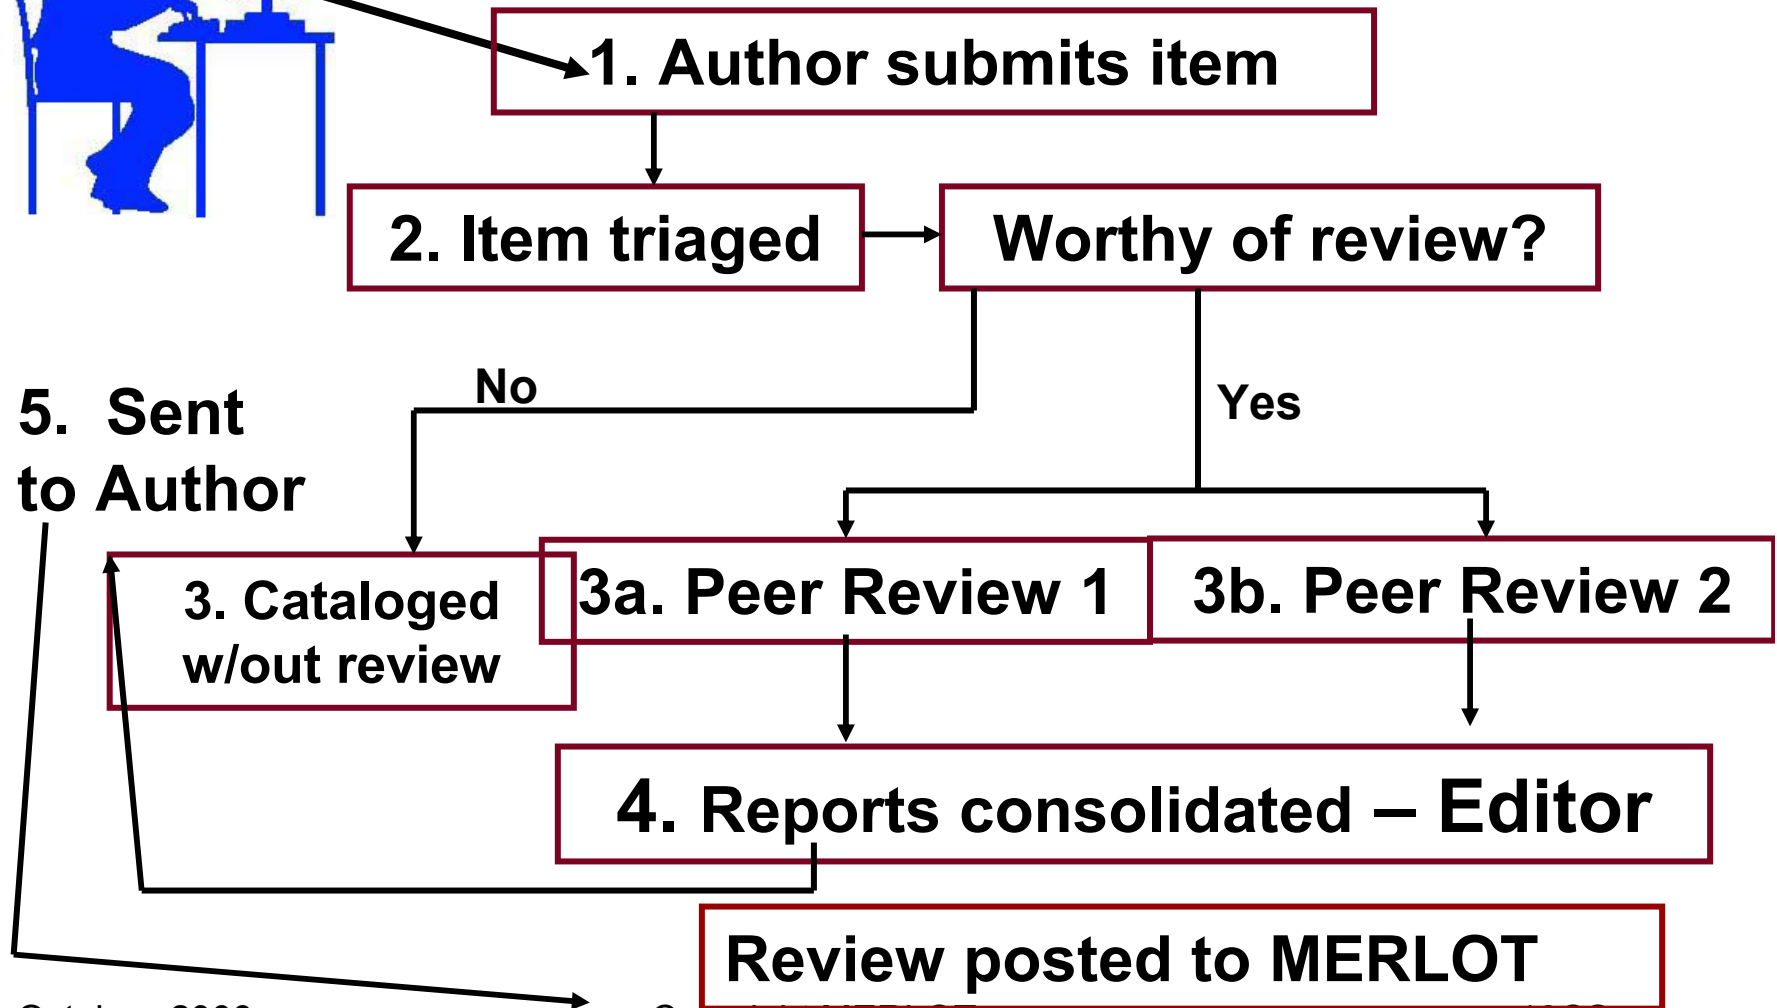 1. Author submits item
2. Item triaged
Worthy of review?
No
Yes
5. Sent
to Author
3. Cataloged
w/out review
3a. Peer Review 1
3b. Peer Review 2
4. Reports consolidated – Editor
Review posted to MERLOT